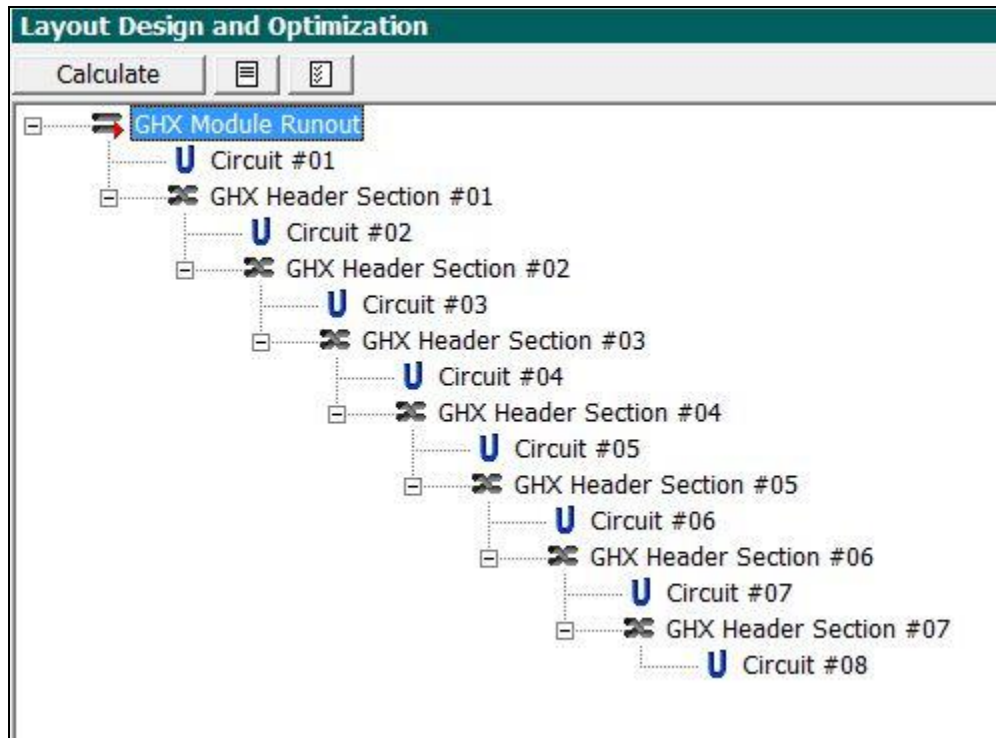 Layout Design and Optimization
Calculate
GHX Module Runout
Circuit #01
GHX Header Section #01
Circuit #02
GHX Header Section #02
Circuit #03
GHX Header Section #03
Circuit #04
GHX Header Section #04
Circuit #05
GHX Header Section #05
Circuit #06
GHX Header Section #06
Circuit #07
GHX Header Section #07
Circuit #08